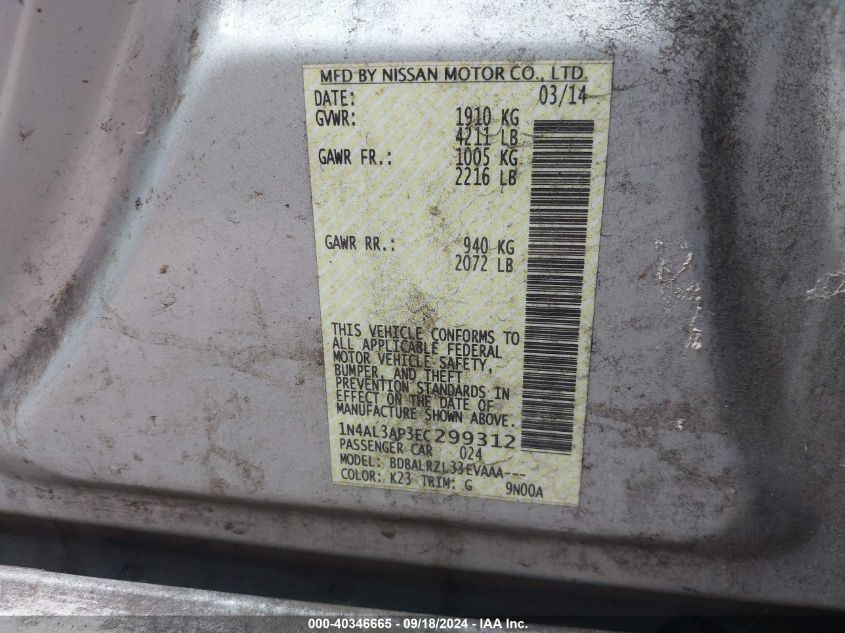 MFD BY NISSAN MOTOR CO., LTD.
DATE: 03/14
GVWR: 1910 KG
4211 LB
GAWR FR.: 1005 KG
2216 LB
GAWR RR.: 940 KG
2072 LB
THIS VEHICLE CONFORMS TO
ALL APPLICABLE FEDERAL
MOTOR VEHICLE SAFETY,
BUMPER, AND THEFT
PREVENTION STANDARDS IN
EFFECT ON THE DATE OF
MANUFACTURE SHOWN ABOVE.
1N4AL3AP3EC299312
PASSENGER CAR 024
MODEL: BDBALRZL33EVAAA---
COLOR: K23 TRIM: G 9N00A
000-40346665 - 09/18/2024 - IAA Inc.